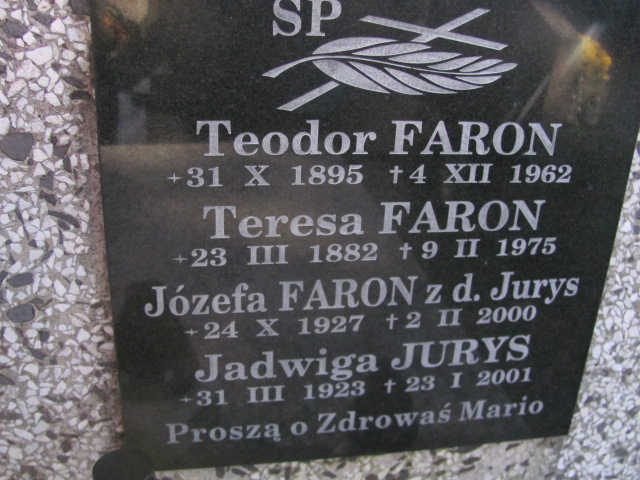 SP
Teodor FARON
+31 X 1895 †4 XII 1962
Teresa FARON
+23 III 1882 †9 II 1975
Józefa FARON z d. Jurys
+24 X 1927 †2 II 2000
Jadwiga JURYS
+31 III 1923 †23 I 2001
Proszą o Zdrowaś Mario